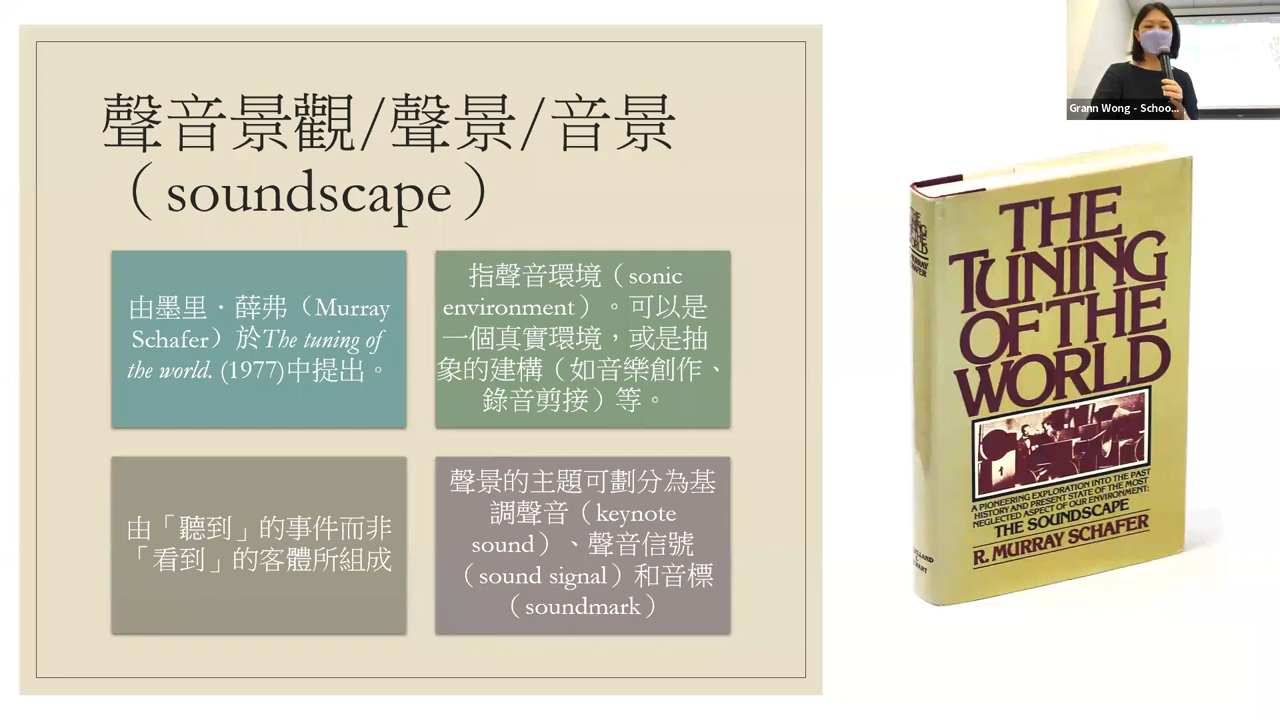 聲音景觀/聲景/音景
（soundscape）
由墨里・薛弗（Murray
Schafer）於The tuning of
the world. (1977)中提出。
指聲音環境（sonic
environment）。可以是
一個真實環境，或是抽
象的建構（如音樂創作、
錄音剪接）等。
由「聽到」的事件而非
「看到」的客體所組成
聲景的主題可劃分為基
調聲音（keynote
sound）、聲音信號
（sound signal）和音標
（soundmark）
Grann Wong - Schoo...
THE
TUNING
OF THE
WORLD
A PIONEERING EXPLORATION INTO THE PAST
HISTORY AND PRESENT STATE OF THE MOST
NEGLECTED ASPECT OF OUR ENVIRONMENT:
THE SOUNDSCAPE
R. MURRAY SCHAFER